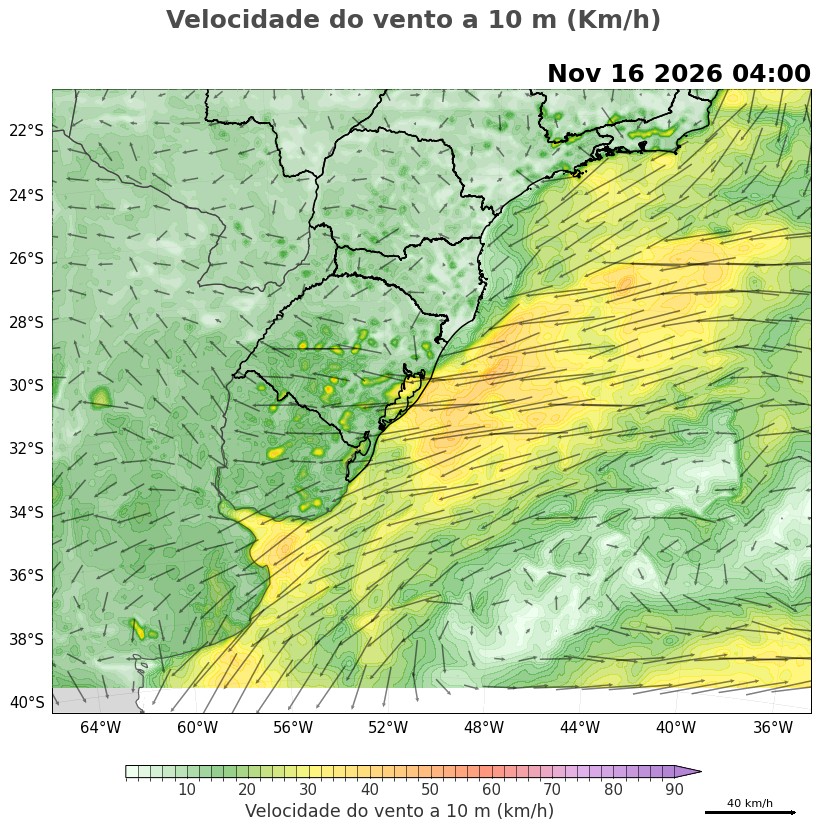 Velocidade do vento a 10 m (Km/h)
Nov 16 2026 04:00
22°S
24°S
26°S
28°S
30°S
32°S
34°S
36°S
38°S
40°S
64°W 60°W 56°W 52°W 48°W 44°W 40°W 36°W
10 20 30 40 50 60 70 80 90
Velocidade do vento a 10 m (km/h)
40 km/h